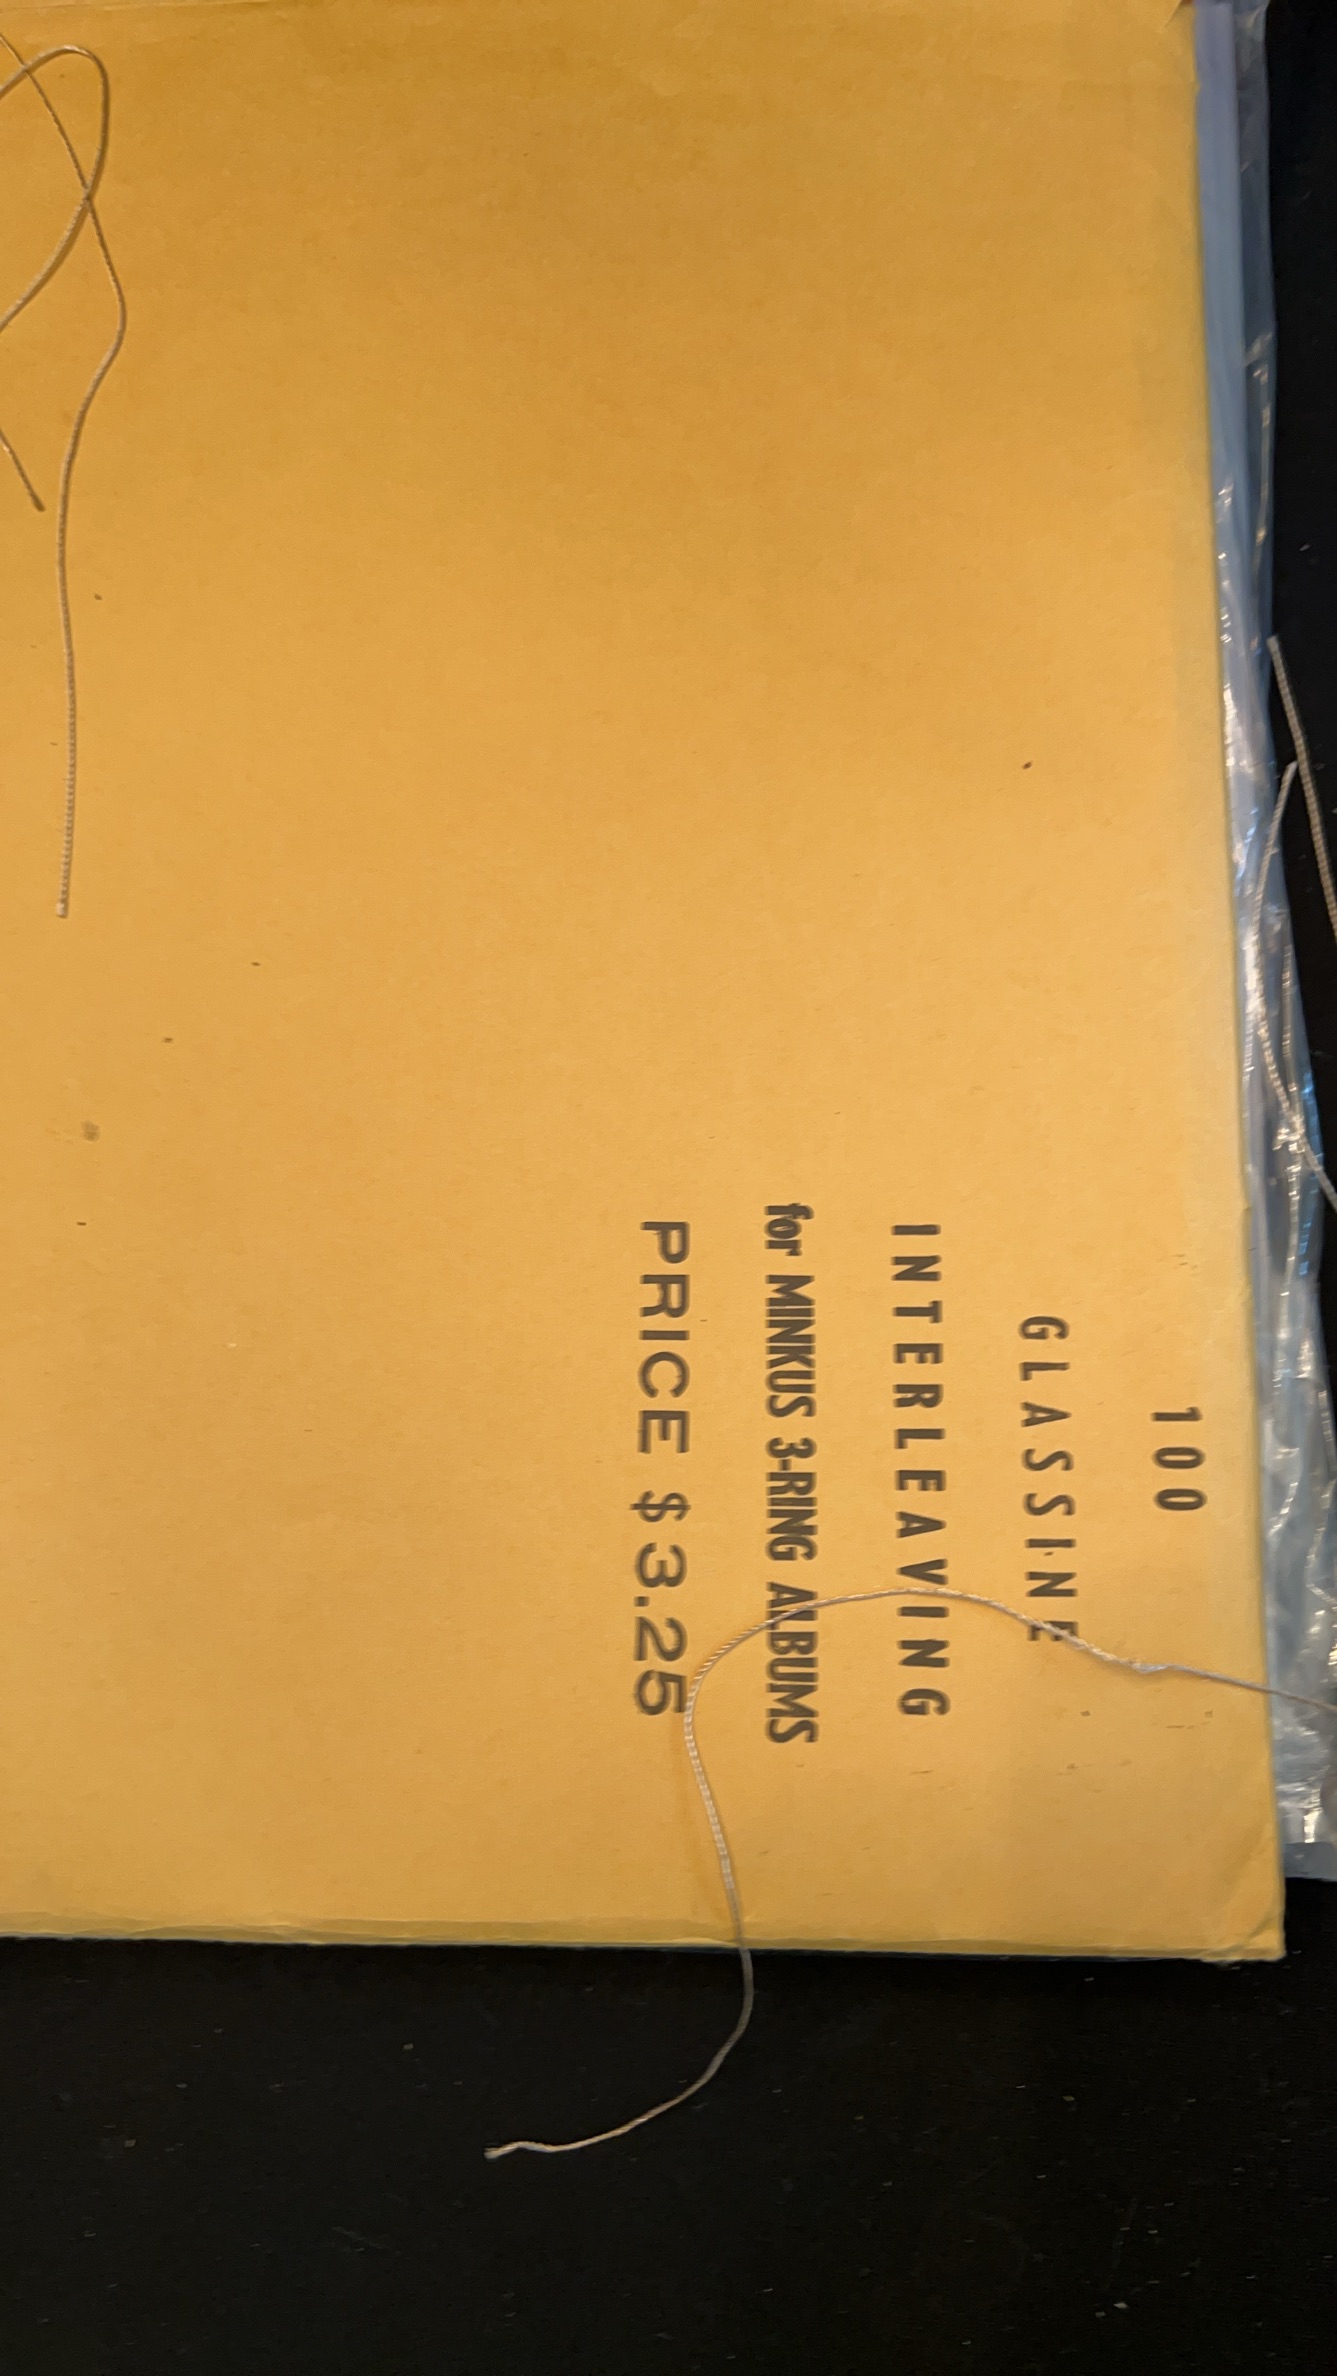 100
GLASSINE
INTERLEAVING
for MINKUS 3-RING ALBUMS
PRICE $3.25